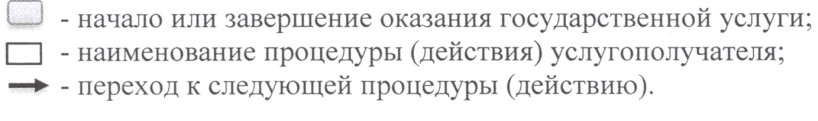 - начало или завершение оказания государственной услуги;
- наименование процедуры (действия) услугополучателя;
- переход к следующей процедуры (действию).